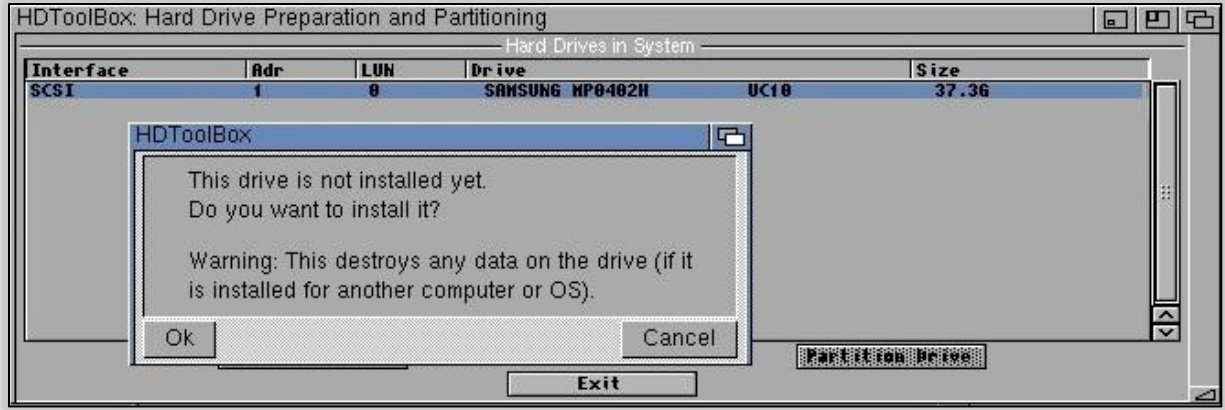 HDToolBox: Hard Drive Preparation and Partitioning
Hard Drives in System
Interface Adr LUN Drive Size
SCSI 1 0 SAMSUNG MP0402H UC10 37.3G
HDToolBox
This drive is not installed yet.
Do you want to install it?
Warning: This destroys any data on the drive (if it
is installed for another computer or OS).
Ok Cancel
Partition Drive
Exit